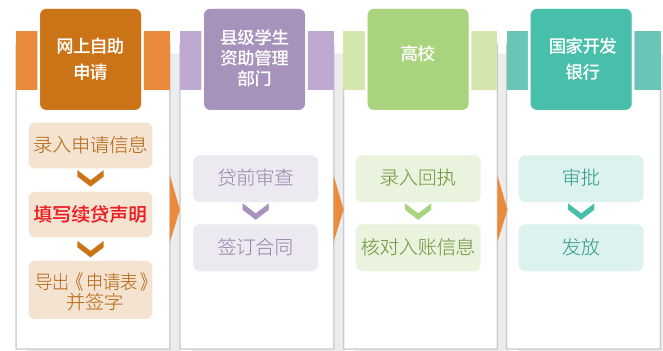 网上自助
申请
录入申请信息
填写续贷声明
导出《申请表》
并签字
县级学生
资助管理
部门
贷前审查
签订合同
高校
录入回执
核对入账信息
国家开发
银行
审批
发放